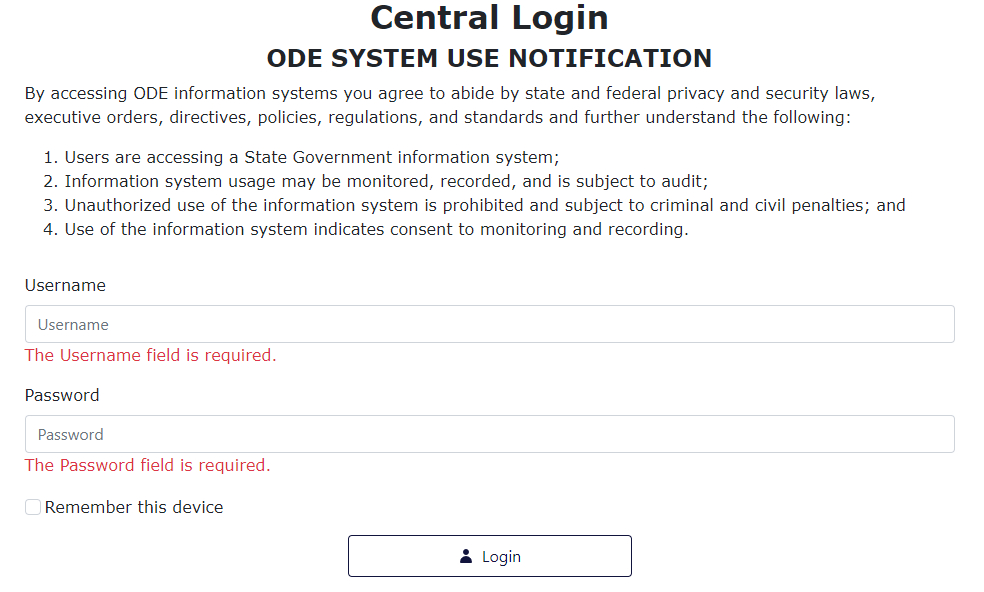 Central Login
ODE SYSTEM USE NOTIFICATION
By accessing ODE information systems you agree to abide by state and federal privacy and security laws,
executive orders, directives, policies, regulations, and standards and further understand the following:
1. Users are accessing a State Government information system;
2. Information system usage may be monitored, recorded, and is subject to audit;
3. Unauthorized use of the information system is prohibited and subject to criminal and civil penalties; and
4. Use of the information system indicates consent to monitoring and recording.
Username
Username
The Username field is required.
Password
Password
The Password field is required.
Remember this device
Login